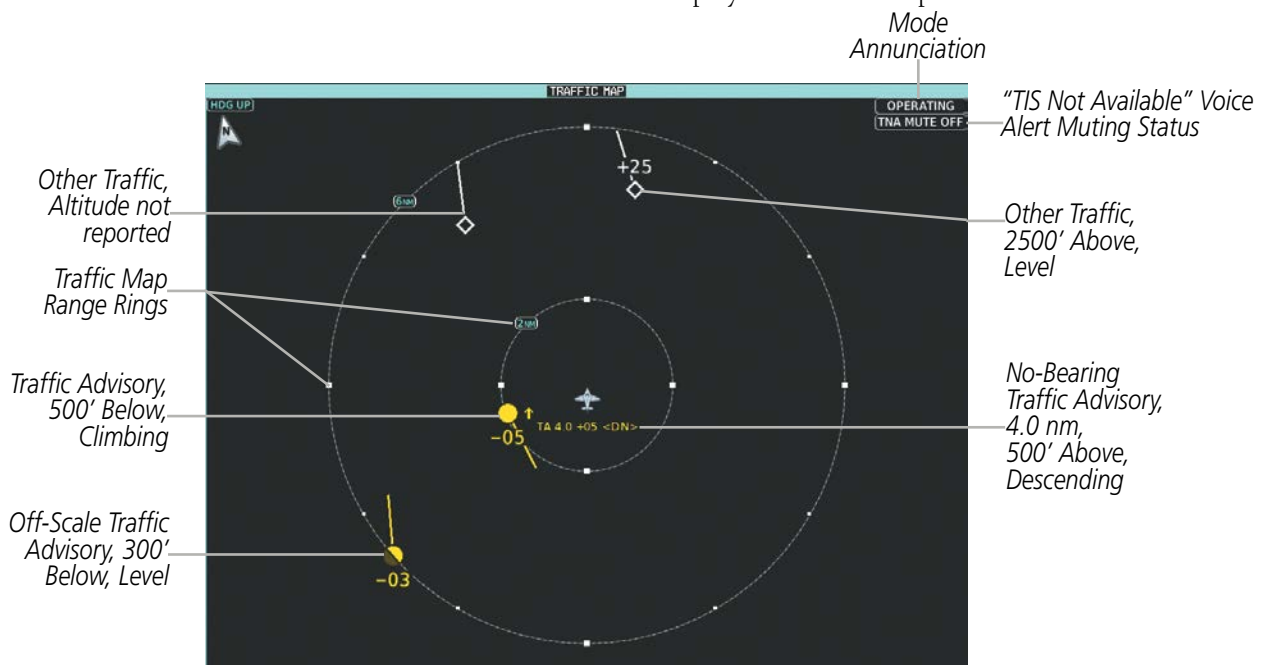 Mode
Annunciation
TRAFFIC MAP
HDG UP
N
OPERATING
TNA MUTE OFF
“TIS Not Available” Voice
Alert Muting Status
Other Traffic,
Altitude not
reported
6NM
+25
Other Traffic,
2500’ Above,
Level
Traffic Map
Range Rings
2NM
Traffic Advisory,
500’ Below,
Climbing
−05
TA 4.0 +05 <DN>
No-Bearing
Traffic Advisory,
4.0 nm,
500’ Above,
Descending
Off-Scale Traffic
Advisory, 300’
Below, Level
−03